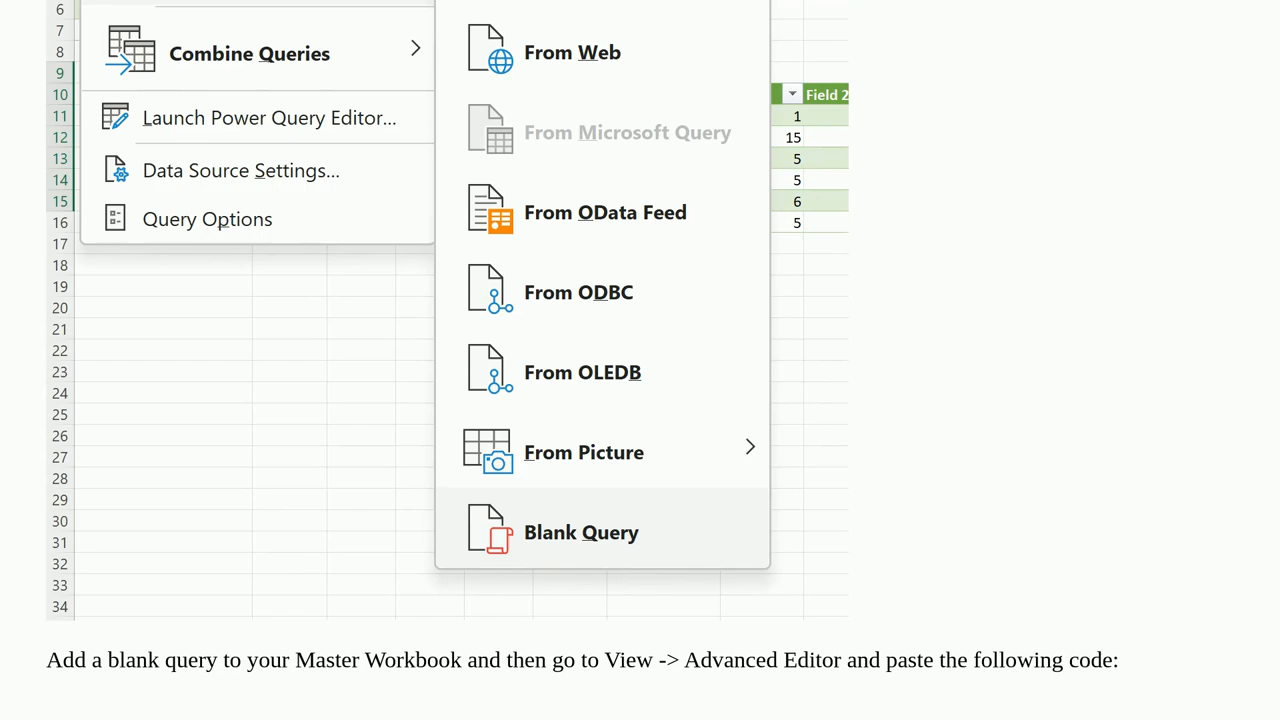 6
7
8
9
10
11
12
13
14
15
16
17
18
19
20
21
22
23
24
25
26
27
28
29
30
31
32
33
34
Combine Queries
Launch Power Query Editor...
Data Source Settings...
Query Options
From Web
From Microsoft Query
From OData Feed
From ODBC
From OLEDB
From Picture
Blank Query
Field 2
1
15
5
5
6
5
Add a blank query to your Master Workbook and then go to View -> Advanced Editor and paste the following code: